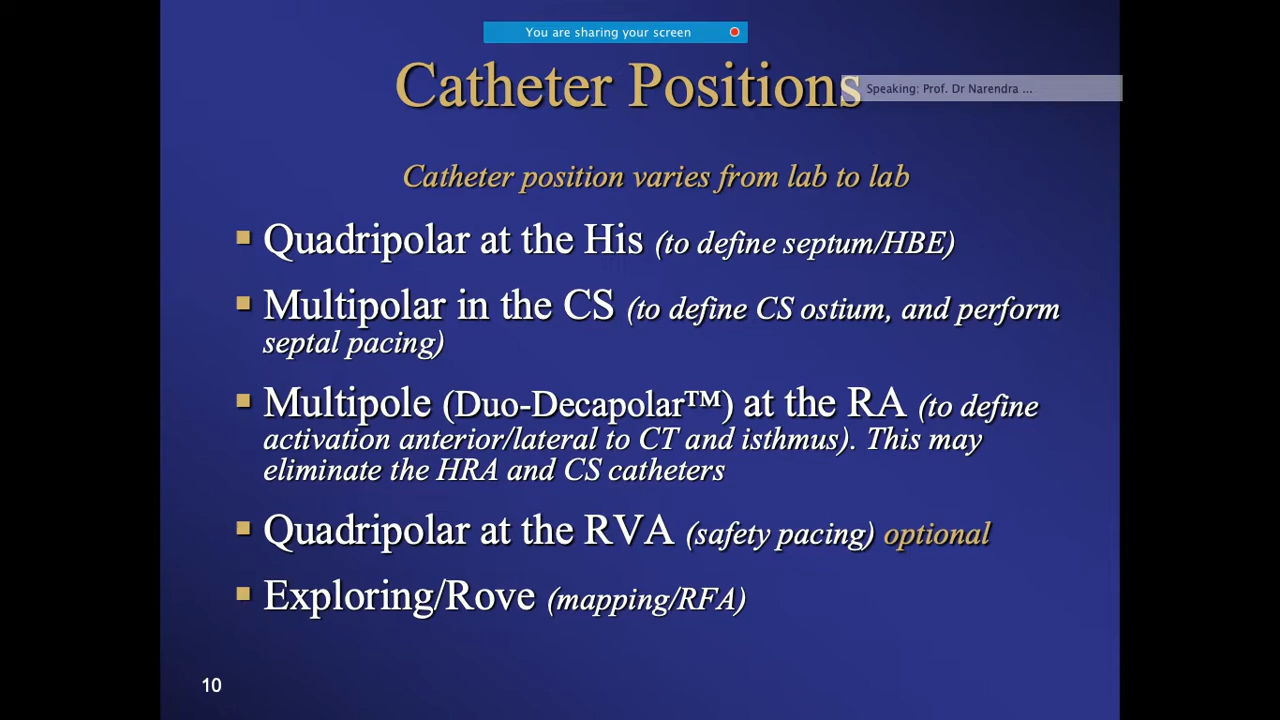 You are sharing your screen
Catheter Positions
Speaking: Prof. Dr Narendra ...
Catheter position varies from lab to lab
Quadripolar at the His (to define septum/HBE)
Multipolar in the CS (to define CS ostium, and perform
septal pacing)
Multipole (Duo-Decapolar™) at the RA (to define
activation anterior/lateral to CT and isthmus). This may
eliminate the HRA and CS catheters
Quadripolar at the RVA (safety pacing) optional
Exploring/Rove (mapping/RFA)
10